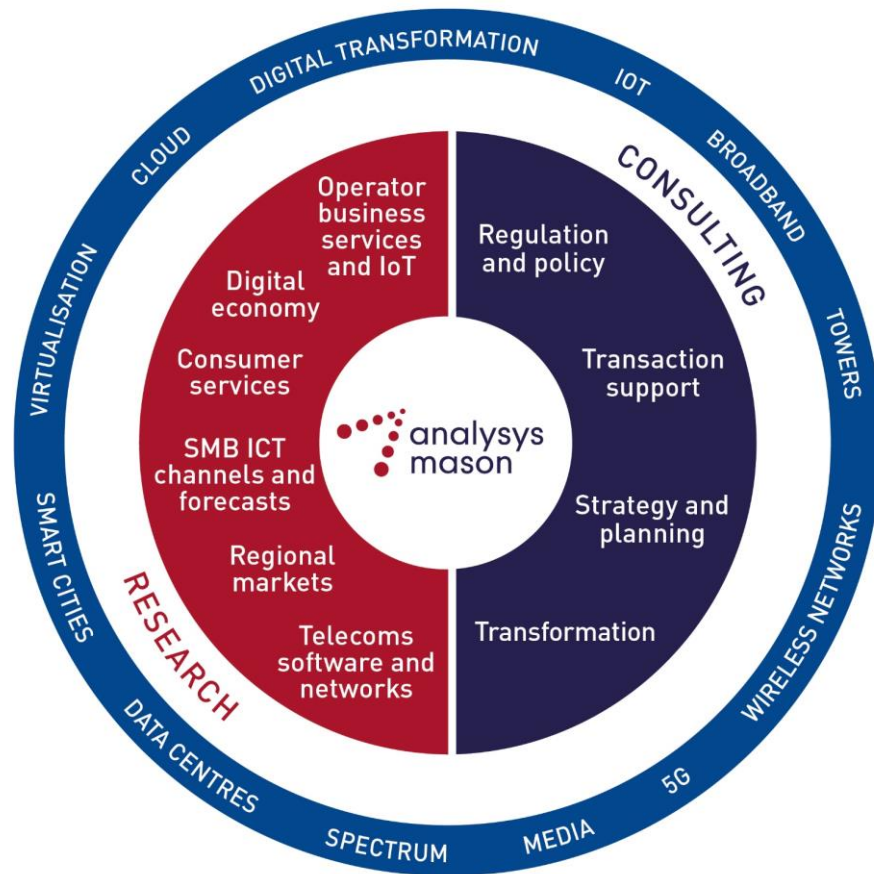 DIGITAL TRANSFORMATION
IOT
BROADBAND
TOWERS
WIRELESS NETWORKS
5G
MEDIA
SPECTRUM
DATA CENTRES
SMART CITIES
VIRTUALISATION
CLOUD
RESEARCH
Operator
business
services
and IoT
Digital
economy
Consumer
services
SMB ICT
channels and
forecasts
Regional
markets
Telecoms
software and
networks
analysys
mason
CONSULTING
Regulation
and policy
Transaction
support
Strategy and
planning
Transformation